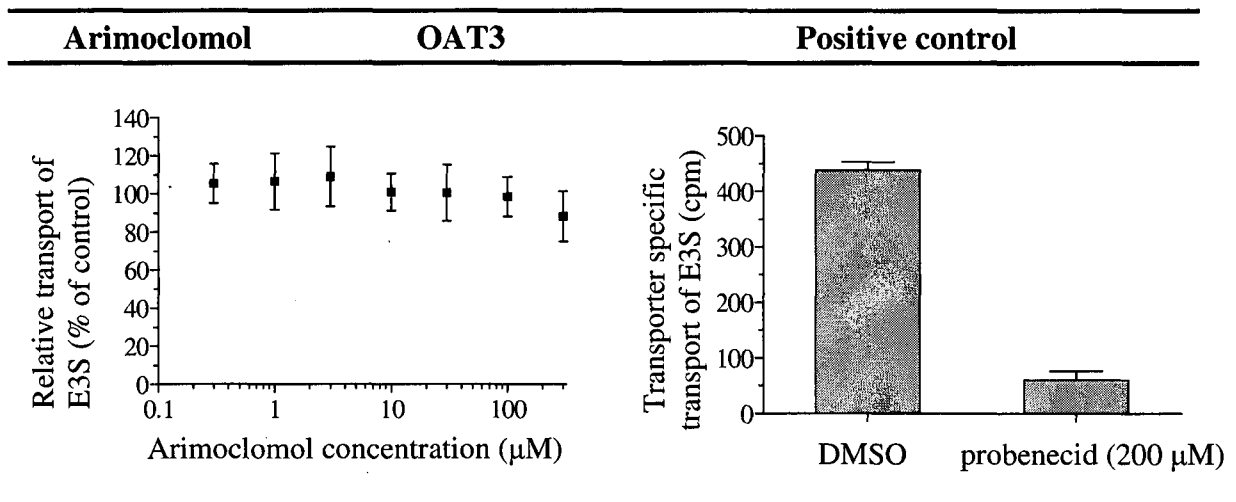 Arimoclomol OAT3 Positive control
140
120
100
80
60
40
20
0
0.1 1 10 100
Relative transport of
E3S (% of control)
Arimoclomol concentration (μM)
500
400
300
200
100
0
Transporter specific
transport of E3S (cpm)
DMSO probenecid (200 μM)